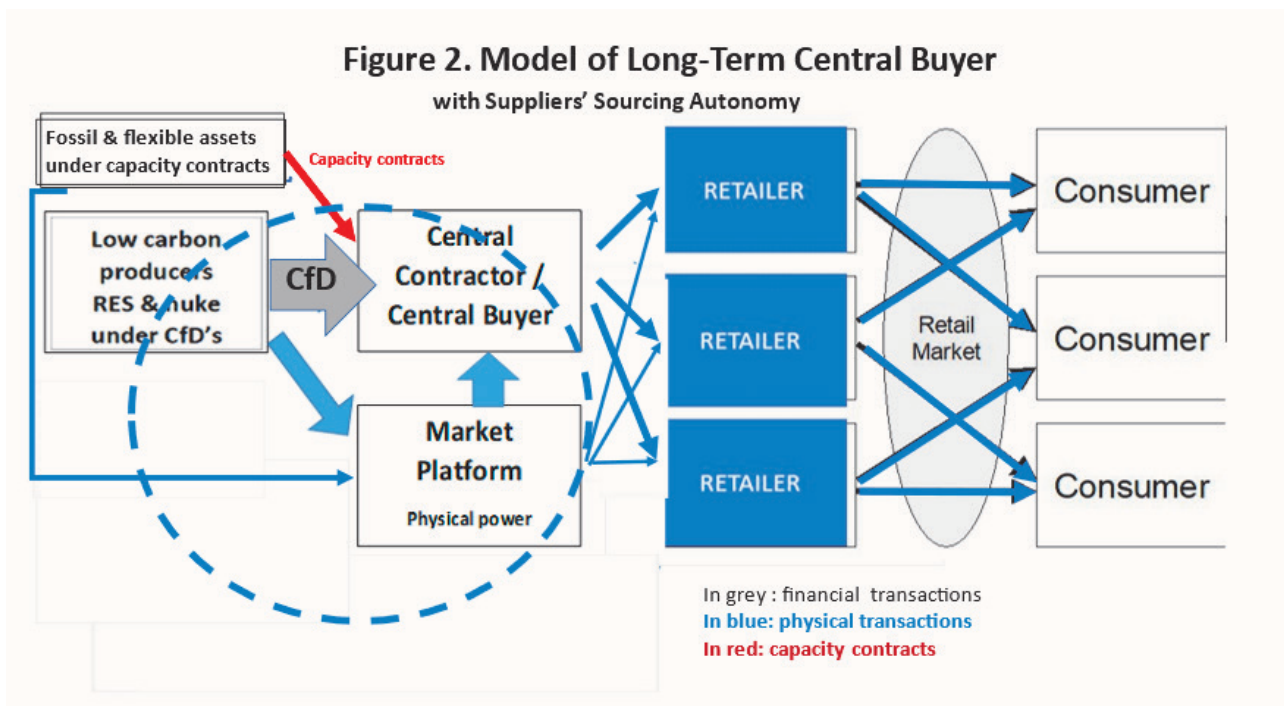 Figure 2. Model of Long-Term Central Buyer
with Suppliers’ Sourcing Autonomy
Fossil & flexible assets
under capacity contracts
Capacity contracts
Low carbon
producers
RES & nuke
under CfD’s
CfD
Central
Contractor /
Central Buyer
Market
Platform
Physical power
RETAILER
RETAILER
RETAILER
Retail
Market
Consumer
Consumer
Consumer
In grey : financial transactions
In blue: physical transactions
In red: capacity contracts